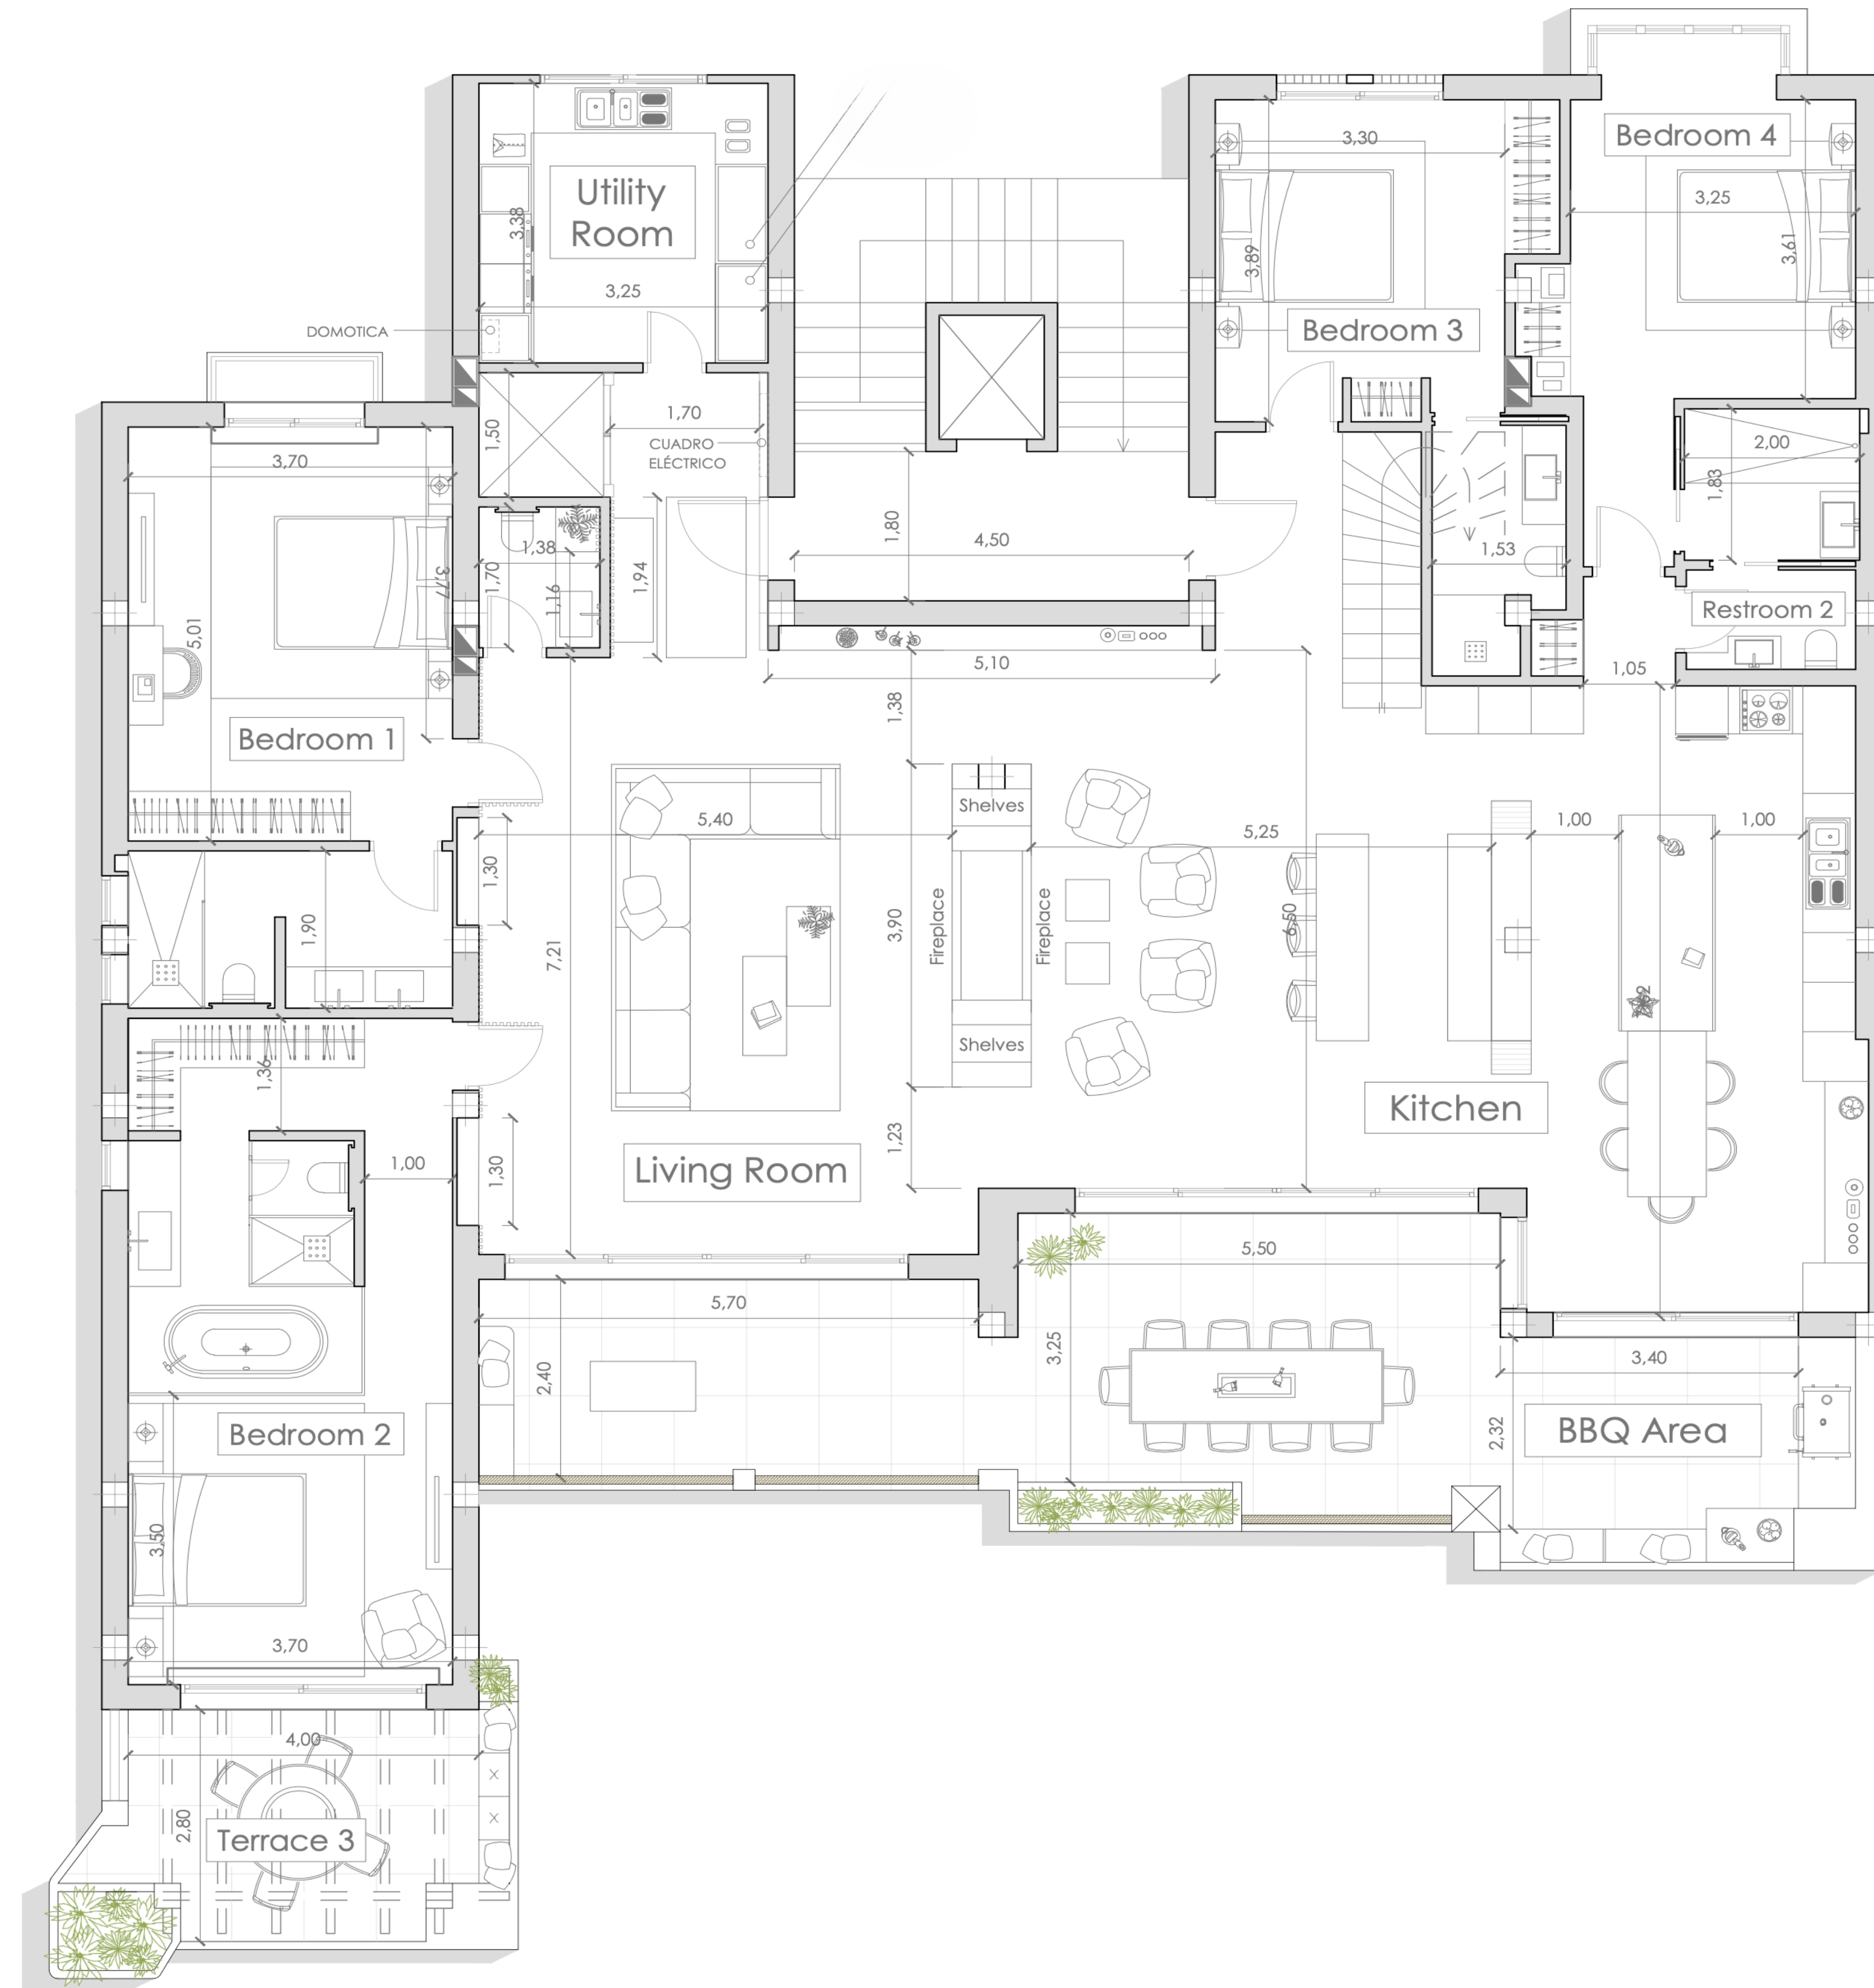 Bedroom 4
3,30
Utility
Room
3,25
3,38
3,89
3,61
3,25
Bedroom 3
DOMOTICA
1,70
CUADRO
ELÉCTRICO
1,50
2,00
1,83
3,70
1,80
4,50
1,38
1,70
1,16
1,94
1,53
3,77
5,01
Restroom 2
5,10
1,05
1,38
Bedroom 1
Shelves
5,40
5,25
1,00
1,00
1,30
Fireplace
3,90
Fireplace
6,50
1,90
7,21
Shelves
1,36
Kitchen
1,23
Living Room
1,00
1,30
5,50
5,70
3,25
2,40
3,40
2,32
BBQ Area
Bedroom 2
3,50
3,70
4,00
2,80
Terrace 3